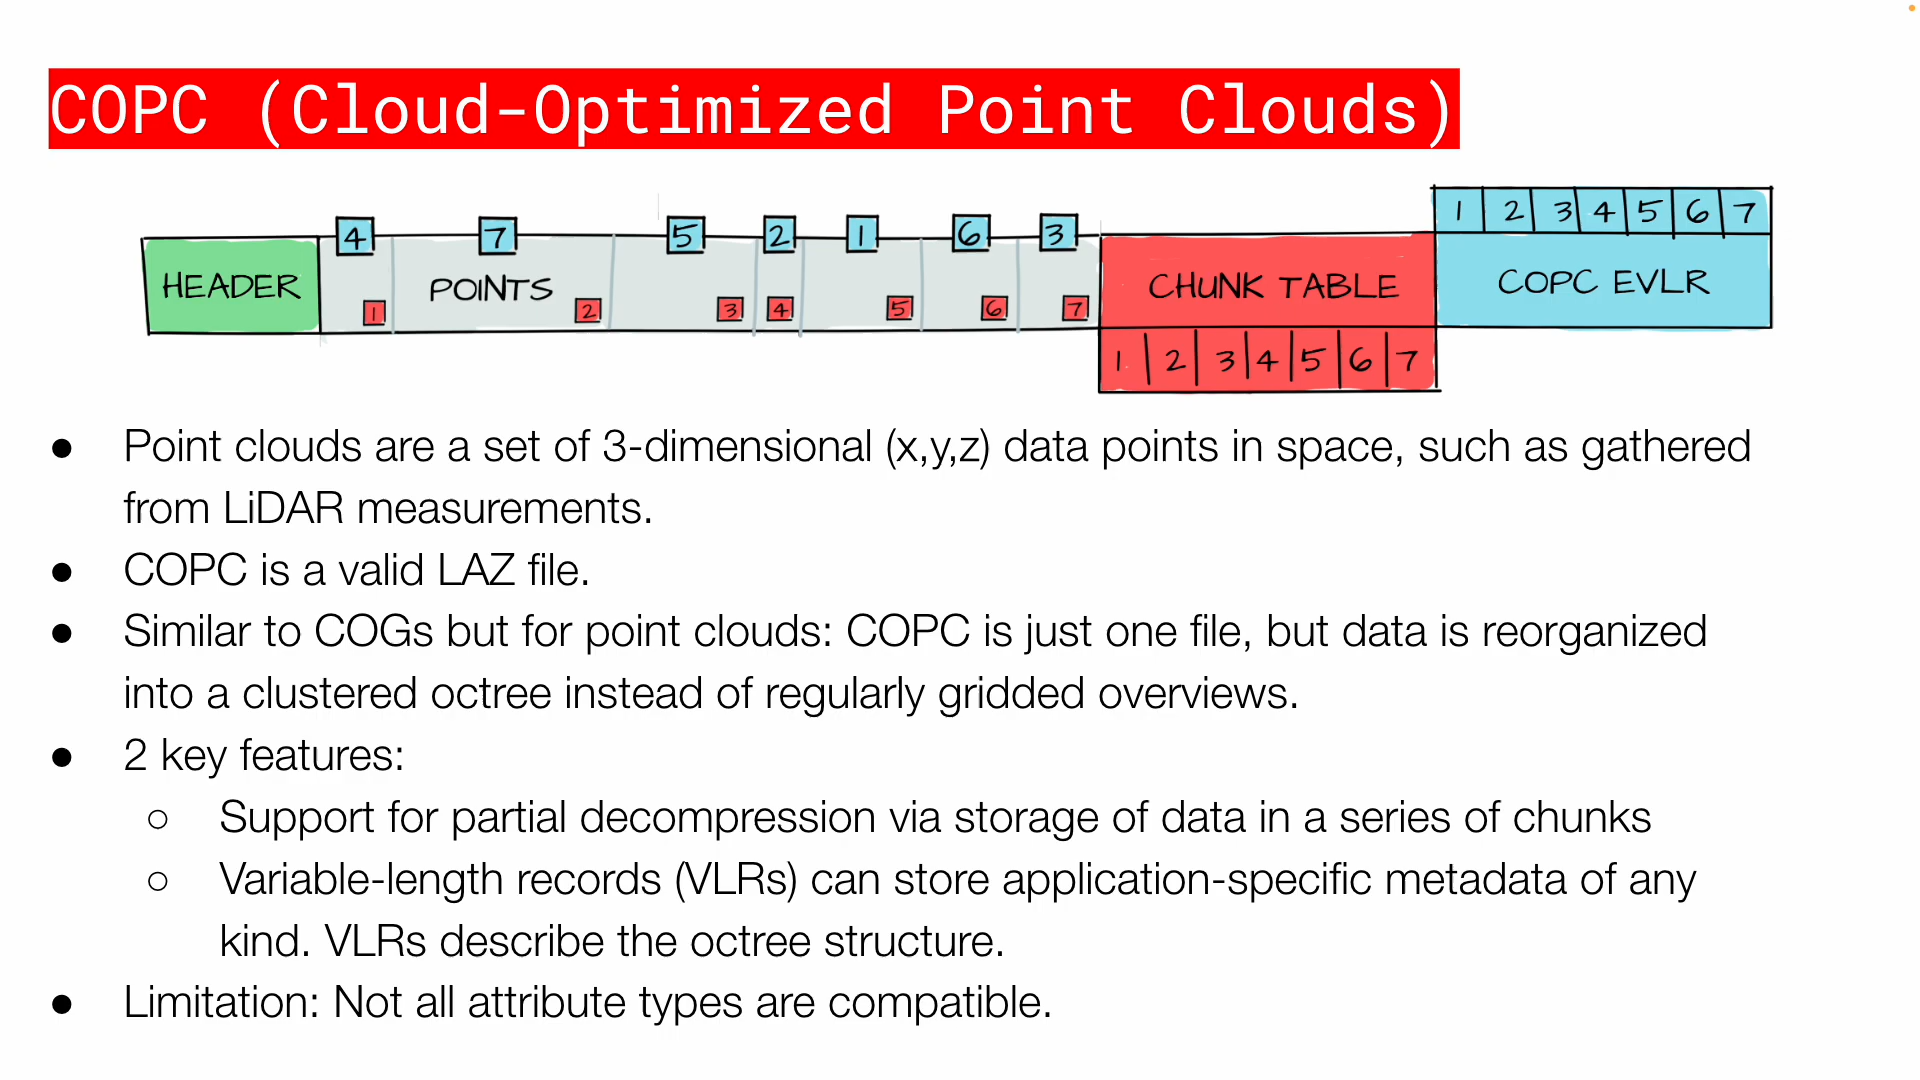 COPC (Cloud-Optimized Point Clouds)
1 2 3 4 5 6 7
4 7 5 2 1 6 3
HEADER POINTS CHUNK TABLE COPC EVLR
1 2 3 4 5 6 7
1 2 3 4 5 6 7
● Point clouds are a set of 3-dimensional (x,y,z) data points in space, such as gathered
from LiDAR measurements.
● COPC is a valid LAZ file.
● Similar to COGs but for point clouds: COPC is just one file, but data is reorganized
into a clustered octree instead of regularly gridded overviews.
● 2 key features:
○ Support for partial decompression via storage of data in a series of chunks
○ Variable-length records (VLRs) can store application-specific metadata of any
kind. VLRs describe the octree structure.
● Limitation: Not all attribute types are compatible.